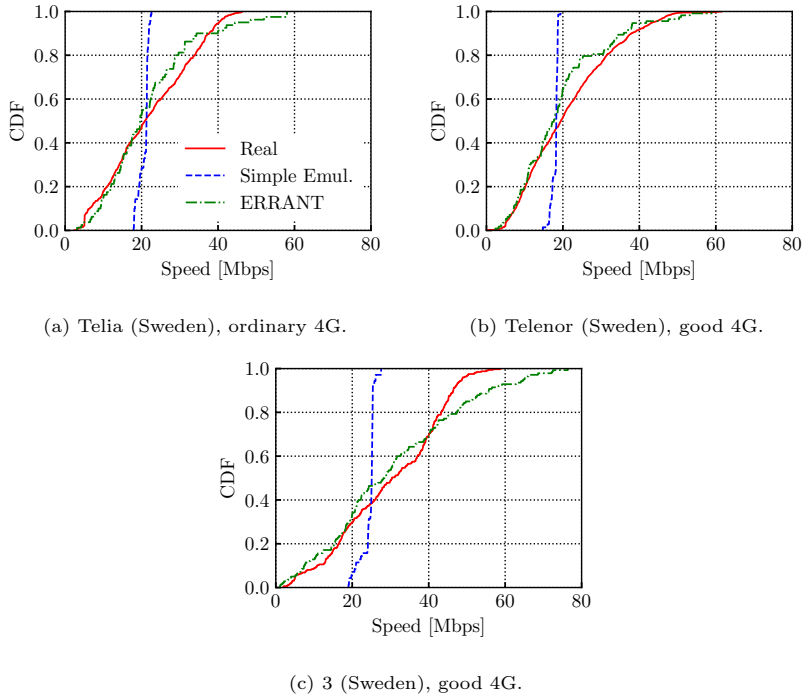 1.0
0.8
0.6
0.4
0.2
0.0
CDF
0 20 40 60 80
Speed [Mbps]
Real
Simple Emul.
ERRANT
(a) Telia (Sweden), ordinary 4G.
1.0
0.8
0.6
0.4
0.2
0.0
CDF
0 20 40 60 80
Speed [Mbps]
(b) Telenor (Sweden), good 4G.
1.0
0.8
0.6
0.4
0.2
0.0
CDF
0 20 40 60 80
Speed [Mbps]
(c) 3 (Sweden), good 4G.